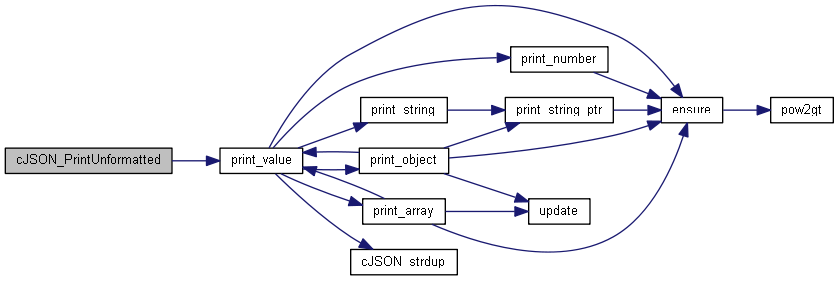 cJSON_PrintUnformatted
print_value
print_number
print_string
print_string_ptr
ensure
pow2gt
print_object
print_array
update
cJSON_strdup